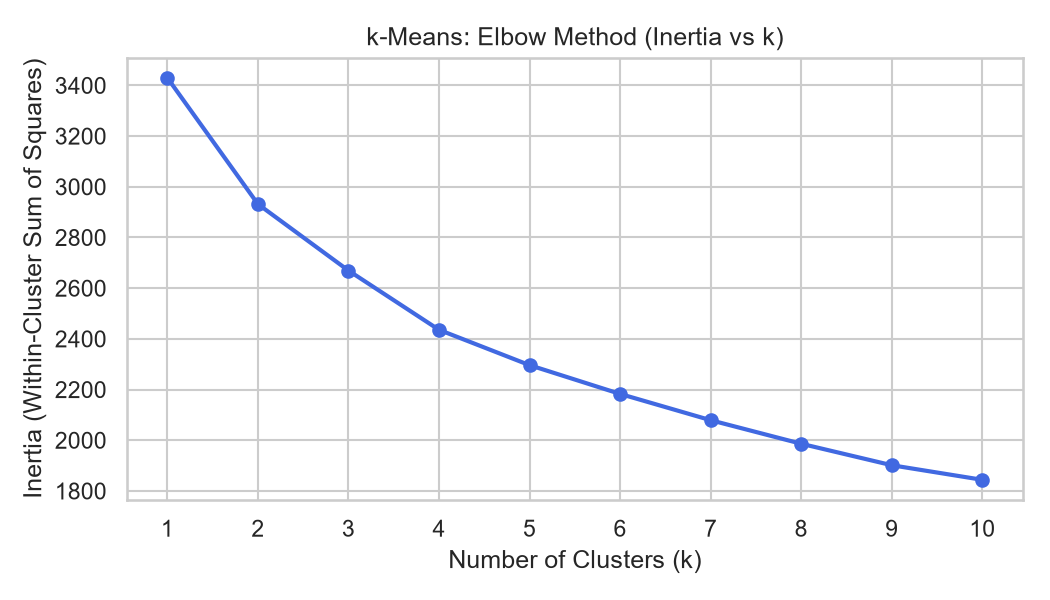 k-Means: Elbow Method (Inertia vs k)
Inertia (Within-Cluster Sum of Squares)
3400
3200
3000
2800
2600
2400
2200
2000
1800
1 2 3 4 5 6 7 8 9 10
Number of Clusters (k)